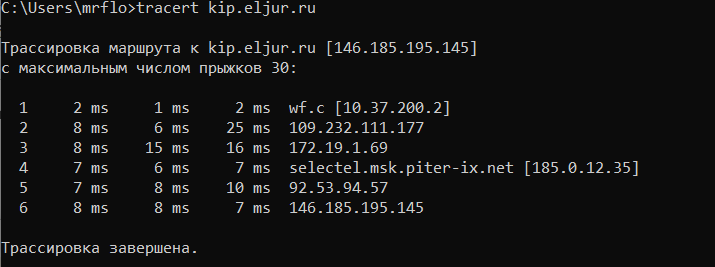 C:\Users\mrflo>tracert kip.eljur.ru
Трассировка маршрута к kip.eljur.ru [146.185.195.145]
с максимальным числом прыжков 30:
1 2 ms 1 ms 2 ms wf.c [10.37.200.2]
2 8 ms 6 ms 25 ms 109.232.111.177
3 8 ms 15 ms 16 ms 172.19.1.69
4 7 ms 6 ms 7 ms selectel.msk.piter-ix.net [185.0.12.35]
5 7 ms 8 ms 10 ms 92.53.94.57
6 8 ms 8 ms 7 ms 146.185.195.145
Трассировка завершена.